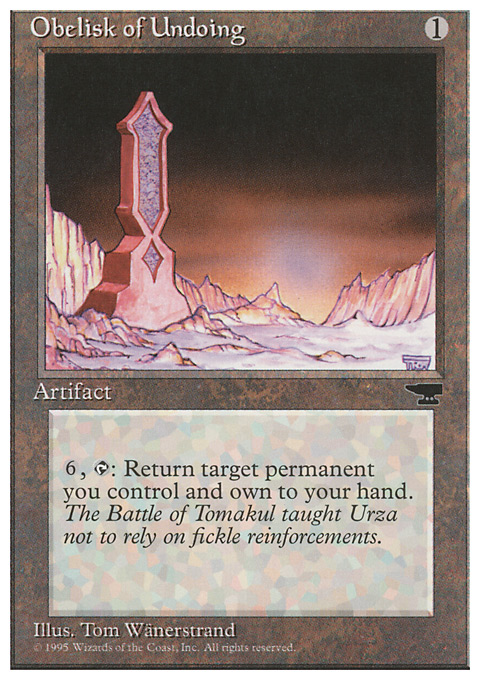 Obelisk of Undoing 1
Artifact
6, : Return target permanent
you control and own to your hand.
The Battle of Tomakul taught Urza
not to rely on fickle reinforcements.
Illus. Tom Wänerstrand
© 1995 Wizards of the Coast, Inc. All rights reserved.